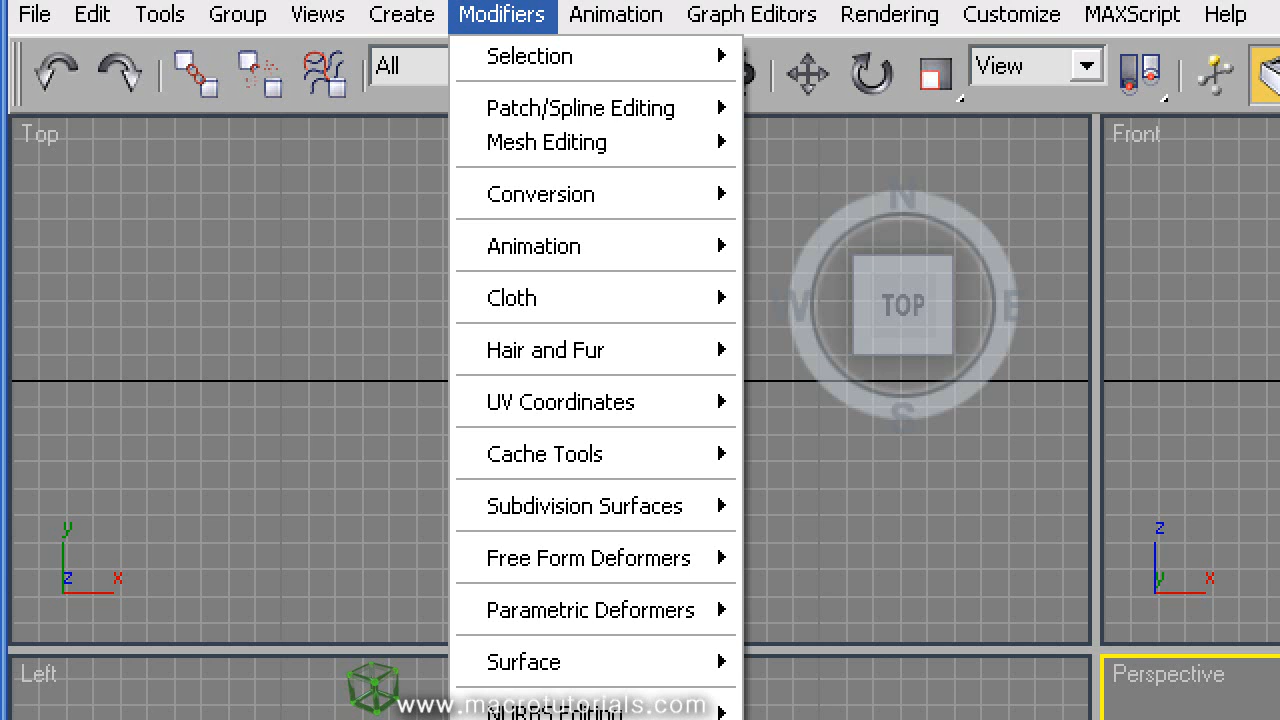 File Edit Tools Group Views Create Modifiers Animation Graph Editors Rendering Customize MAXScript Help
All
View
Selection
Patch/Spline Editing
Mesh Editing
Conversion
Animation
Cloth
Hair and Fur
UV Coordinates
Cache Tools
Subdivision Surfaces
Free Form Deformers
Parametric Deformers
Surface
NURBS Editing
Top
N
W TOP E
S
y
z x
Front
z
y x
Left
Perspective
www.macrotutorials.com